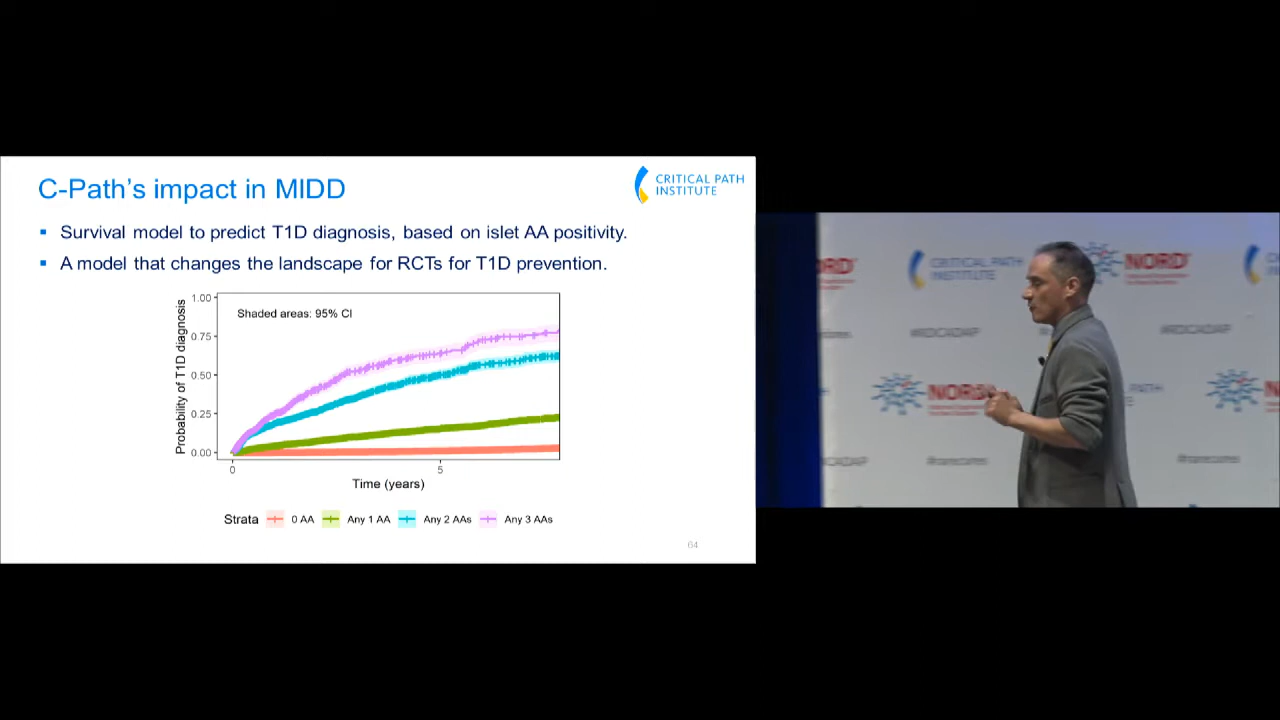 C-Path's impact in MIDD
CRITICAL PATH
INSTITUTE
▪ Survival model to predict T1D diagnosis, based on islet AA positivity.
▪ A model that changes the landscape for RCTs for T1D prevention.
Probability of T1D diagnosis
1.00
0.75
0.50
0.25
0.00
Shaded areas: 95% CI
0
5
Time (years)
Strata
0 AA
Any 1 AA
Any 2 AAs
Any 3 AAs
64
CRITICAL PATH
INSTITUTE
NORD
NORD